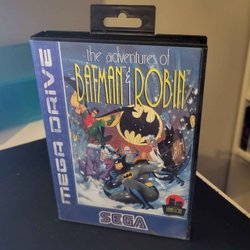 the adventures of
BATMAN & ROBIN
MEGA DRIVE
SEGA